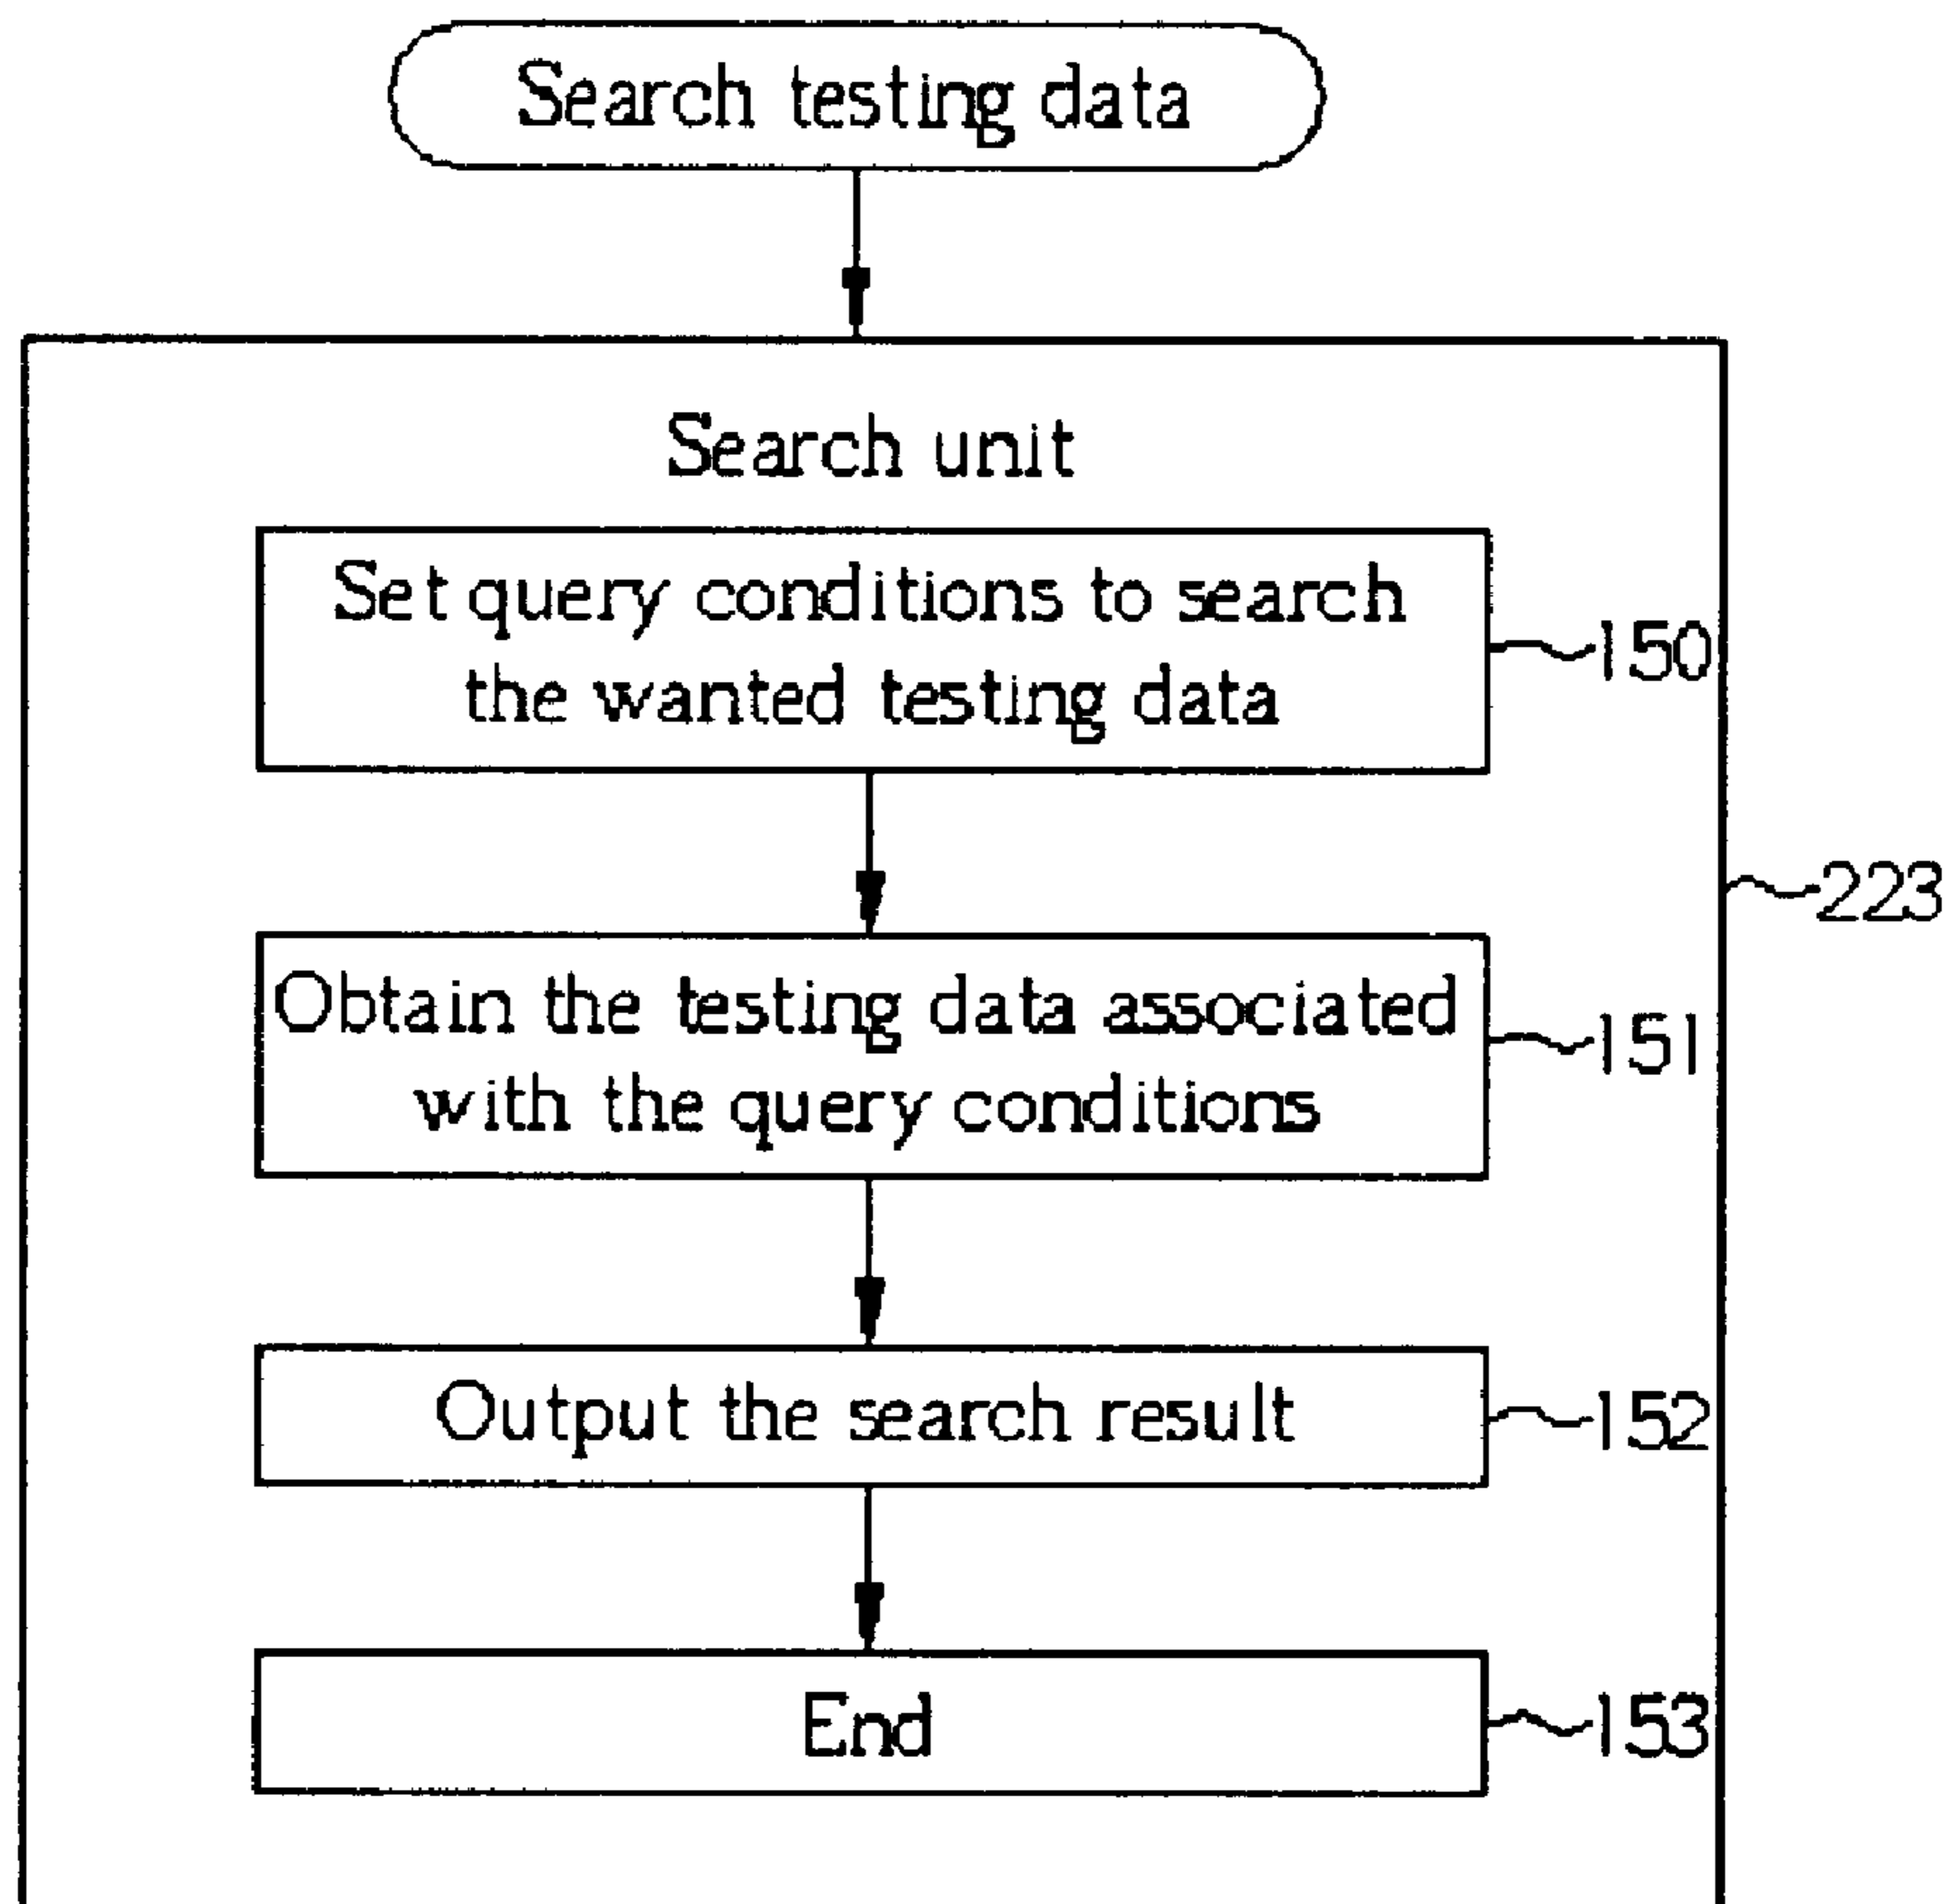 Search testing data
Search unit
Set query conditions to search
the wanted testing data
150
223
Obtain the testing data associated
with the query conditions
151
Output the search result
152
End
153